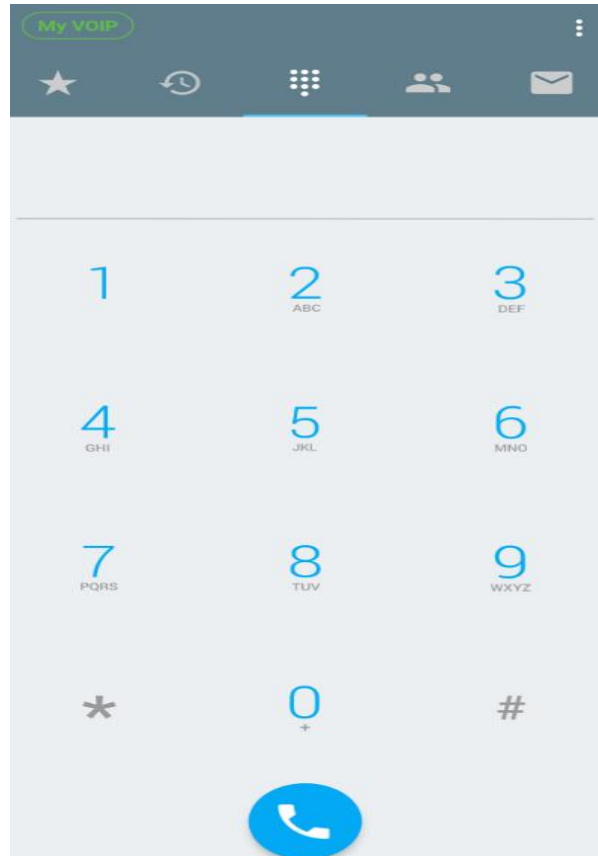 My VOIP
1 2 3
ABC DEF
4 5 6
GHI JKL MNO
7 8 9
PQRS TUV WXYZ
* 0 #
+